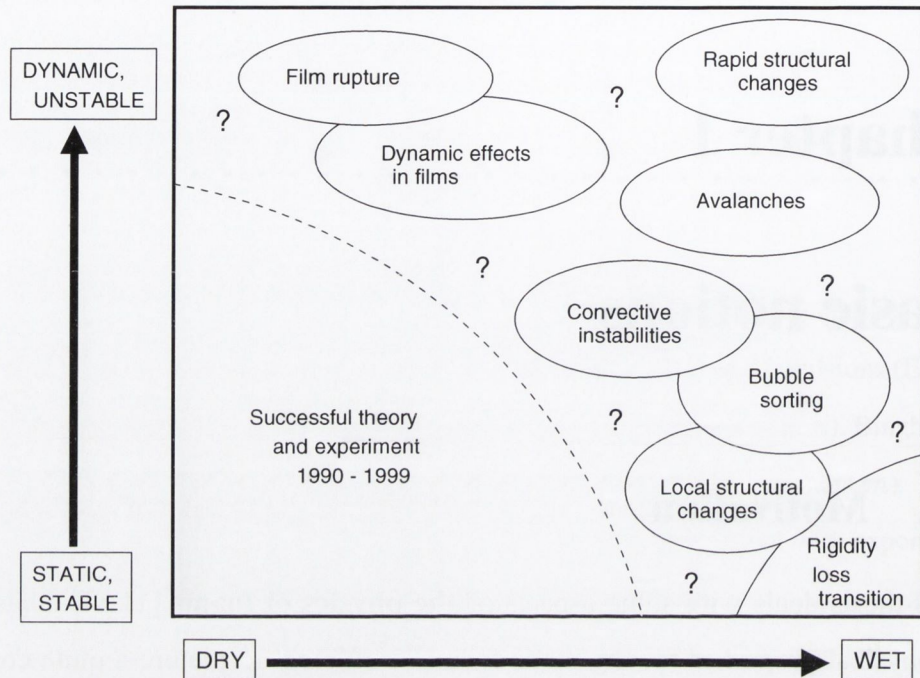 DYNAMIC,
UNSTABLE
Film rupture
Rapid structural
changes
?
?
Dynamic effects
in films
Avalanches
?
?
Convective
instabilities
Bubble
sorting
Successful theory
and experiment
1990 - 1999
?
?
Local structural
changes
Rigidity
loss
transition
?
STATIC,
STABLE
DRY
WET